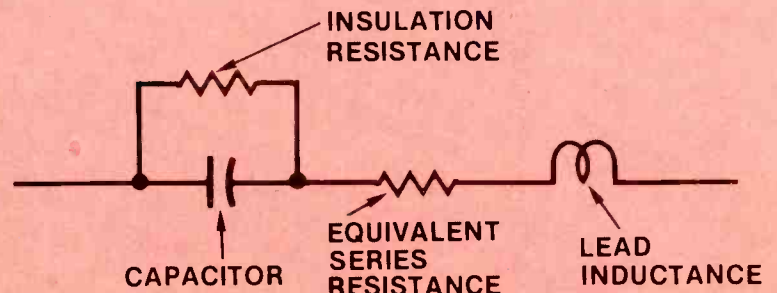 INSULATION
RESISTANCE
CAPACITOR
EQUIVALENT
SERIES
RESISTANCE
LEAD
INDUCTANCE